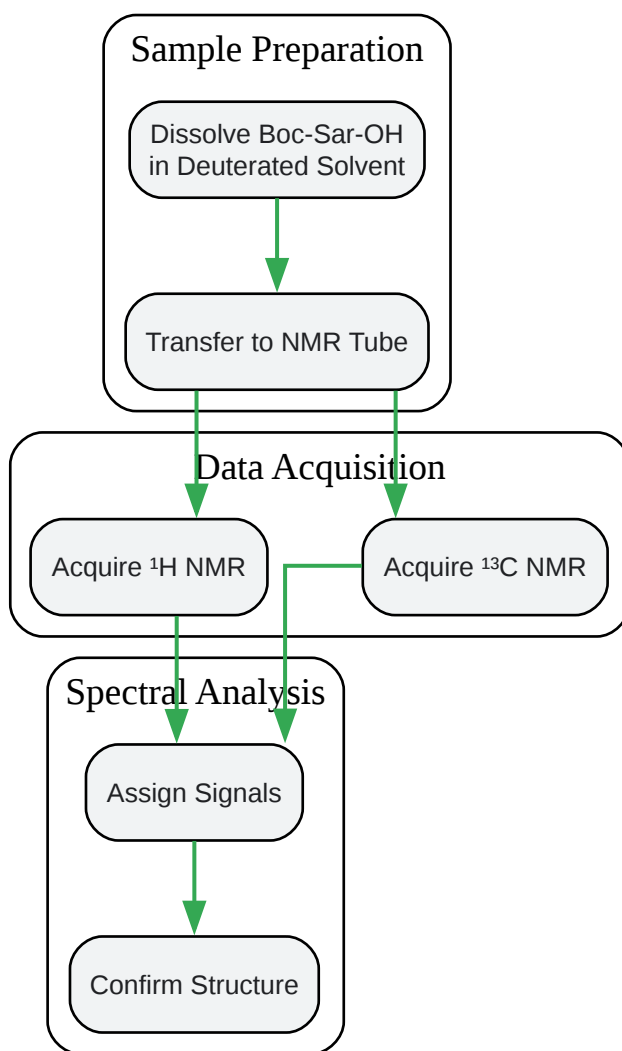 Sample Preparation
Dissolve Boc-Sar-OH
in Deuterated Solvent
Transfer to NMR Tube
Data Acquisition
Acquire ¹H NMR
Acquire ¹³C NMR
Spectral Analysis
Assign Signals
Confirm Structure